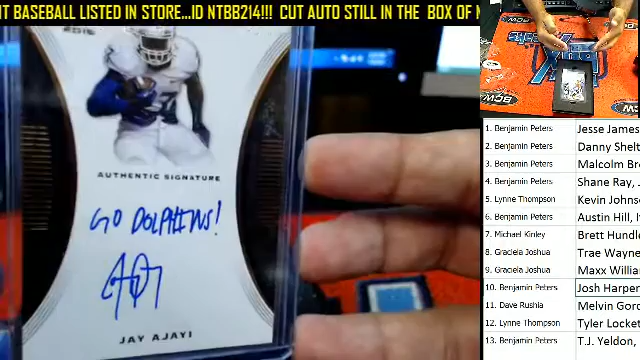 T BASEBALL LISTED IN STORE...ID NTBB214!!! CUT AUTO STILL IN THE BOX OF
AUTHENTIC SIGNATURE
GO DOLPHINS!
JAY AJAYI
BCW
BCW
1. Benjamin Peters Jesse James
2. Benjamin Peters Danny Shelt
3. Benjamin Peters Malcolm Br
4. Benjamin Peters Shane Ray,
5. Lynne Thompson Kevin Johns
6. Benjamin Peters Austin Hill, I
7. Michael Kinley Brett Hundl
8. Graciela Joshua Trae Wayne
9. Graciela Joshua Maxx Willia
10. Benjamin Peters Josh Harper
11. Dave Rushia Melvin Gord
12. Lynne Thompson Tyler Locket
13. Benjamin Peters T.J. Yeldon,